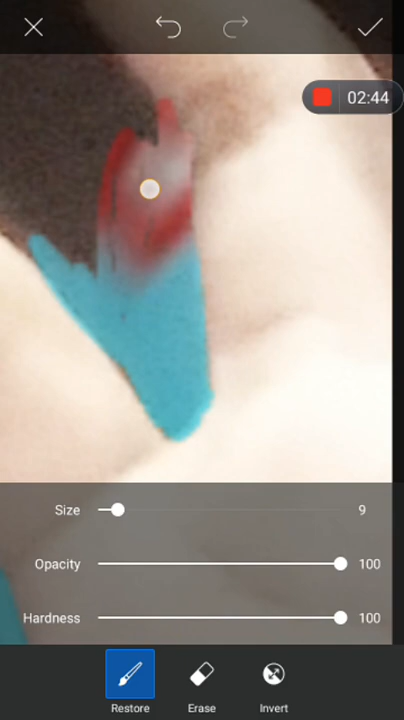 02:44
Size 9
Opacity 100
Hardness 100
Restore Erase Invert